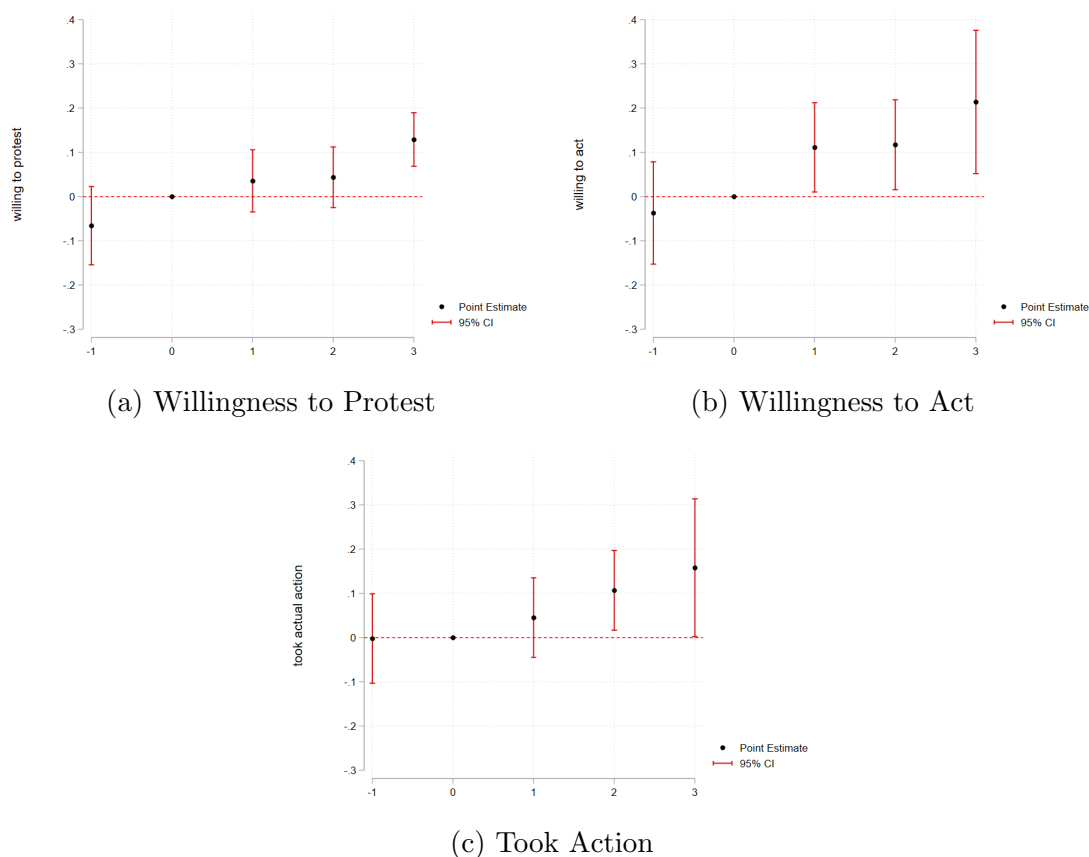 willing to protest
.4
.3
.2
.1
0
-.1
-.2
-.3
-1 0 1 2 3
Point Estimate
95% CI
(a) Willingness to Protest
willing to act
.4
.3
.2
.1
0
-.1
-.2
-.3
-1 0 1 2 3
Point Estimate
95% CI
(b) Willingness to Act
took actual action
.4
.3
.2
.1
0
-.1
-.2
-.3
-1 0 1 2 3
Point Estimate
95% CI
(c) Took Action